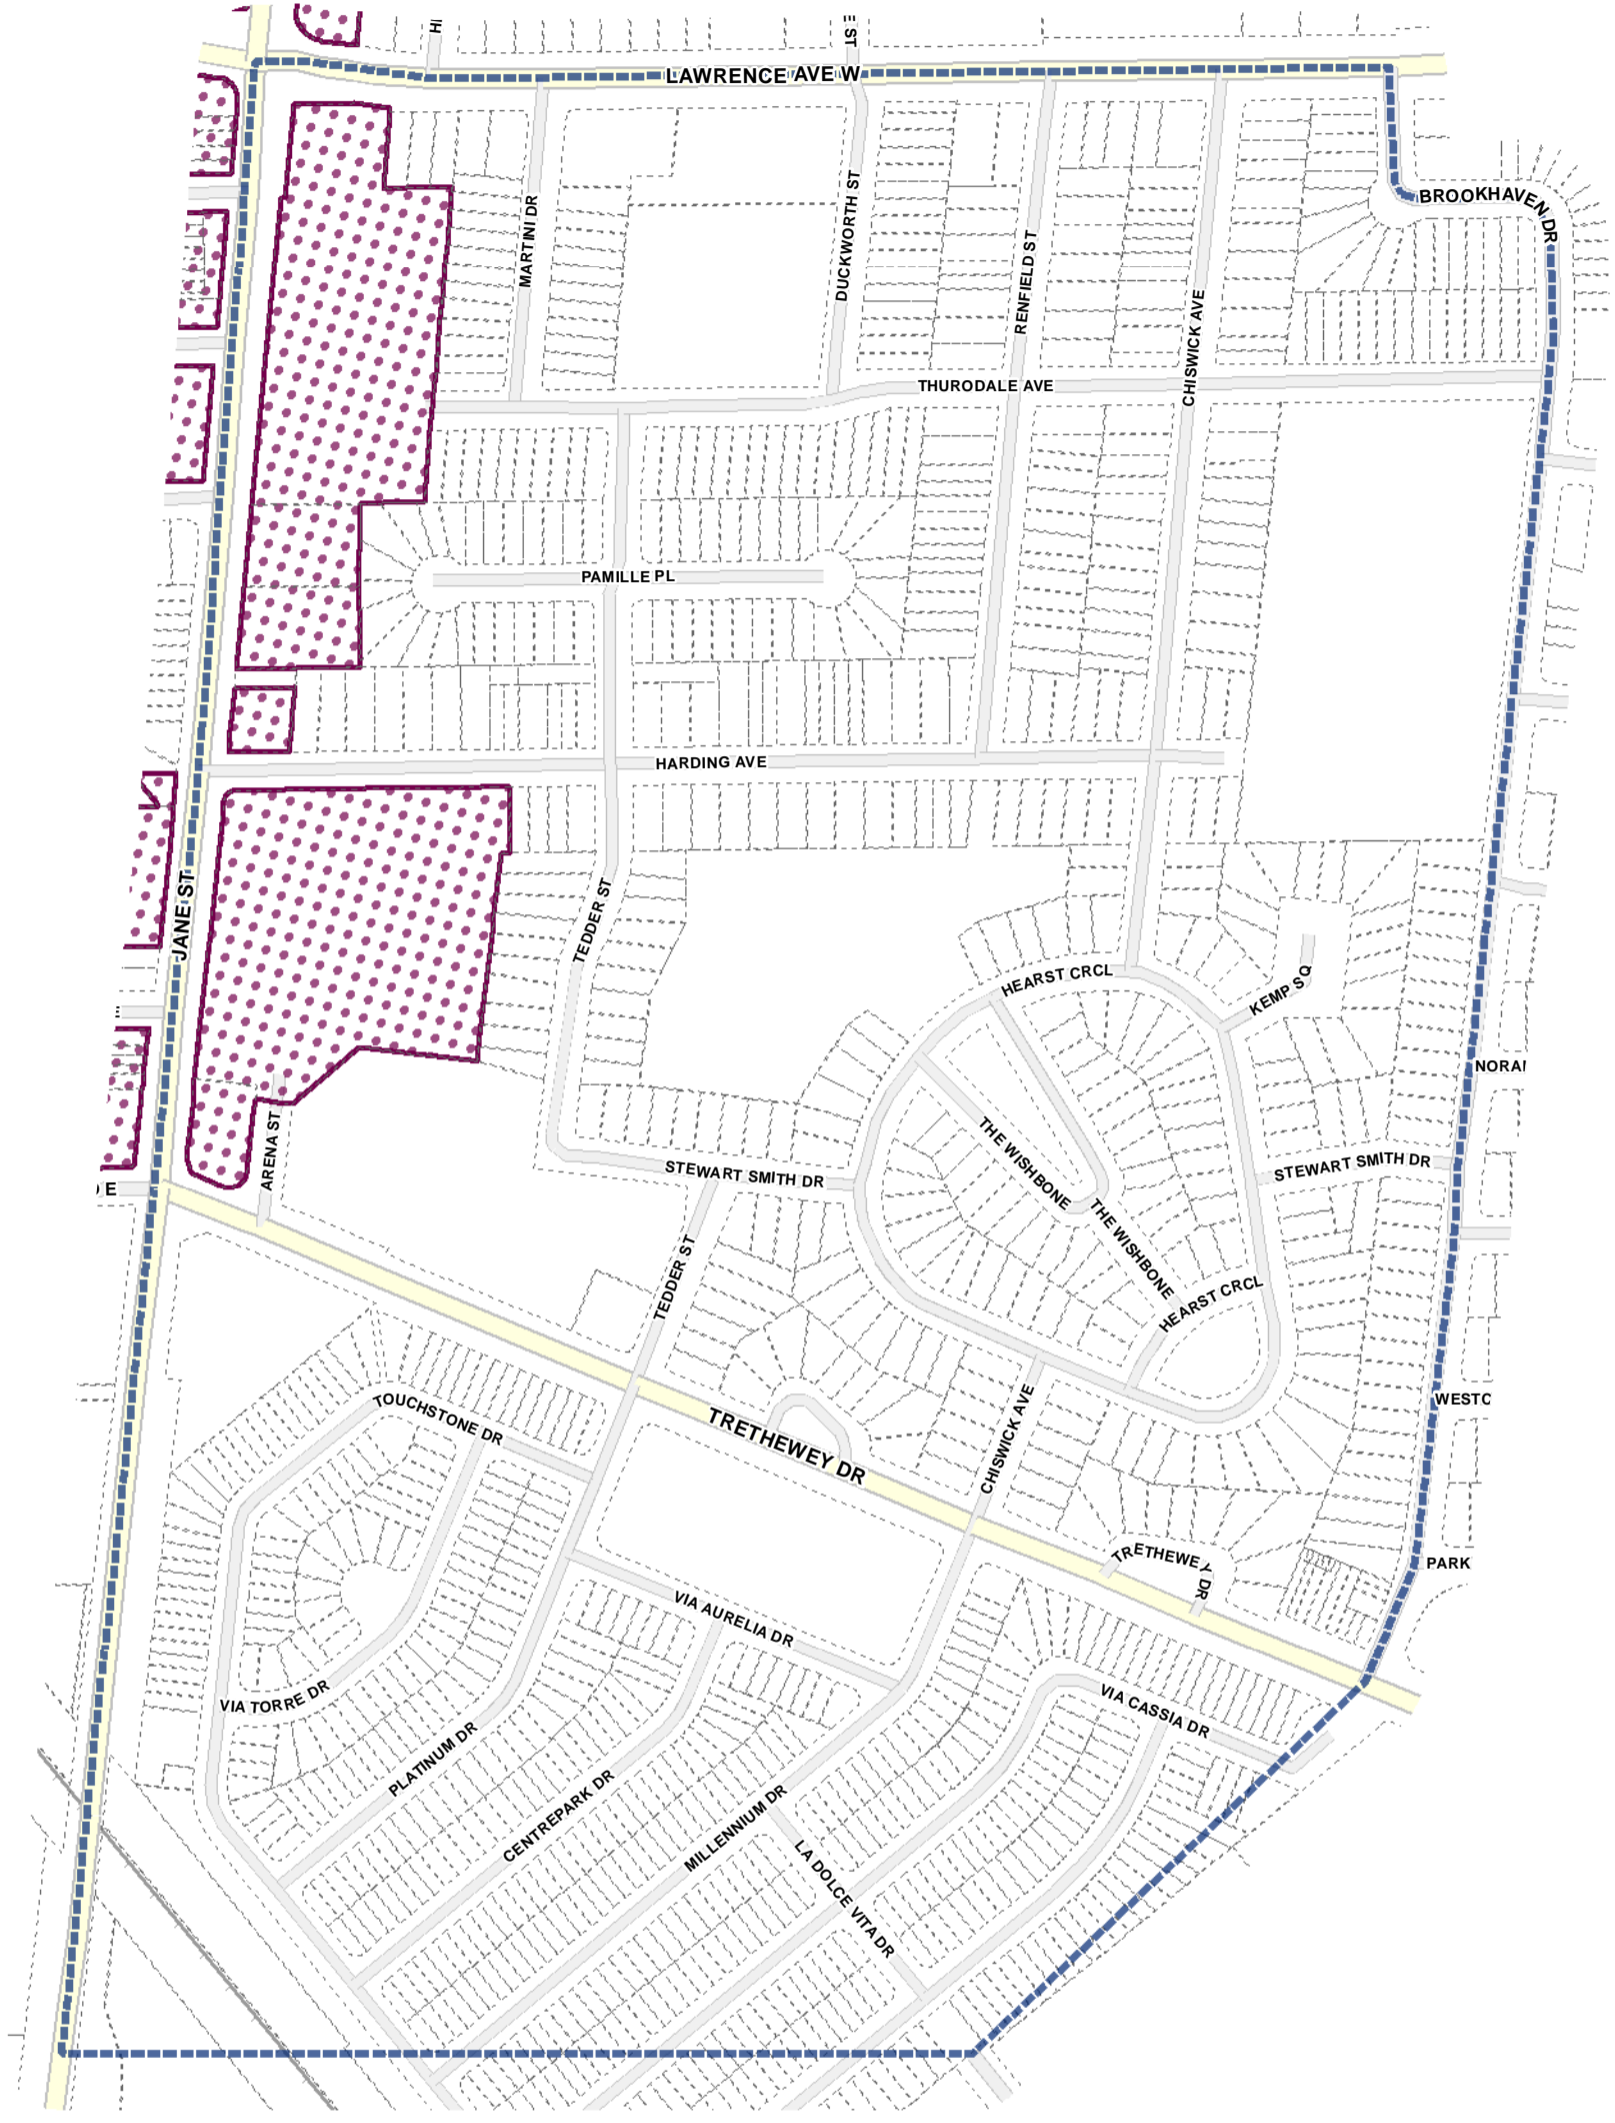 LAWRENCE AVE W
BROOKHAVEN DR
MARTINI DR
DUCKWORTH ST
RENFIELD ST
CHISWICK AVE
THURODALE AVE
PAMILLE PL
HARDING AVE
JANE ST
TEDDER ST
HEARST CRCL
KEMP SQ
NORAI
ARENA ST
THE WISHBONE
STEWART SMITH DR
STEWART SMITH DR
E
THE WISHBONE
TEDDER ST
HEARST CRCL
TOUCHSTONE DR
TRETHEWEY DR
CHISWICK AVE
WESTC
TRETHEWEY DR
PARK
VIA AURELIA DR
VIA TORRE DR
VIA CASSIA DR
PLATINUM DR
CENTREPARK DR
MILLENNIUM DR
LA DOLCE VITA DR